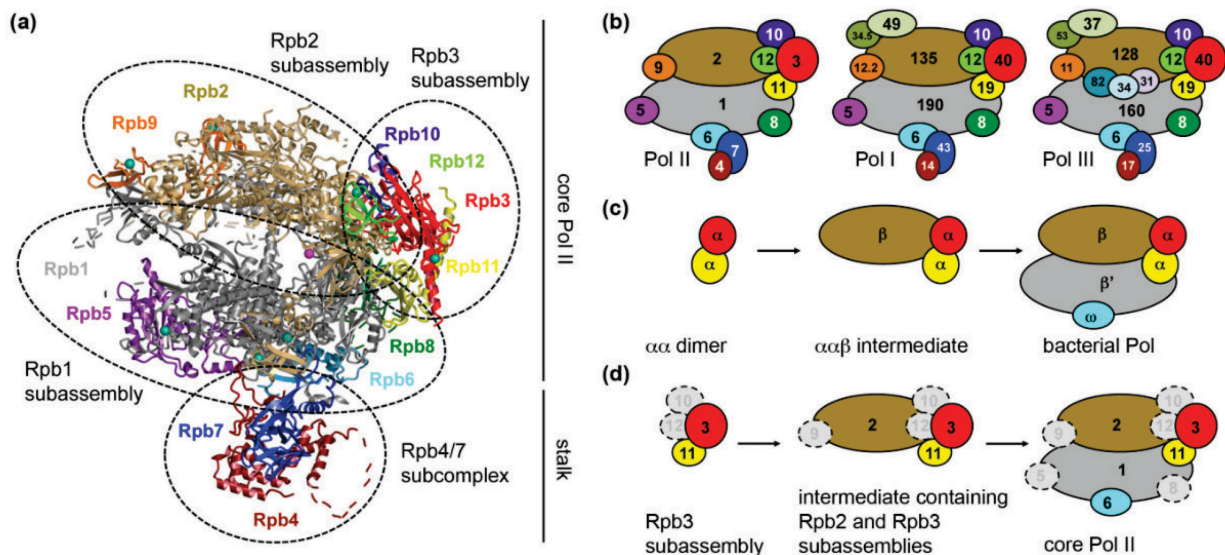 (a)
Rpb2
subassembly
Rpb3
subassembly
Rpb2
Rpb9
Rpb10
Rpb12
Rpb3
Rpb1
Rpb11
Rpb5
Rpb8
Rpb1
subassembly
Rpb6
Rpb7
Rpb4/7
subcomplex
Rpb4
core Pol II
stalk
(b)
10
2
9
12
3
11
1
5
8
6
7
4
Pol II
49
34.5
10
135
12.2
12
40
19
190
5
8
6
43
14
Pol I
37
53
10
128
11
12
40
82
34
31
19
160
5
8
6
25
17
Pol III
(c)
α
α
αα dimer
β
α
α
ααβ intermediate
β
α
α
β'
ω
bacterial Pol
(d)
10
12
3
11
Rpb3
subassembly
10
2
12
3
9
11
intermediate containing
Rpb2 and Rpb3
subassemblies
10
2
12
3
9
11
1
5
8
6
core Pol II